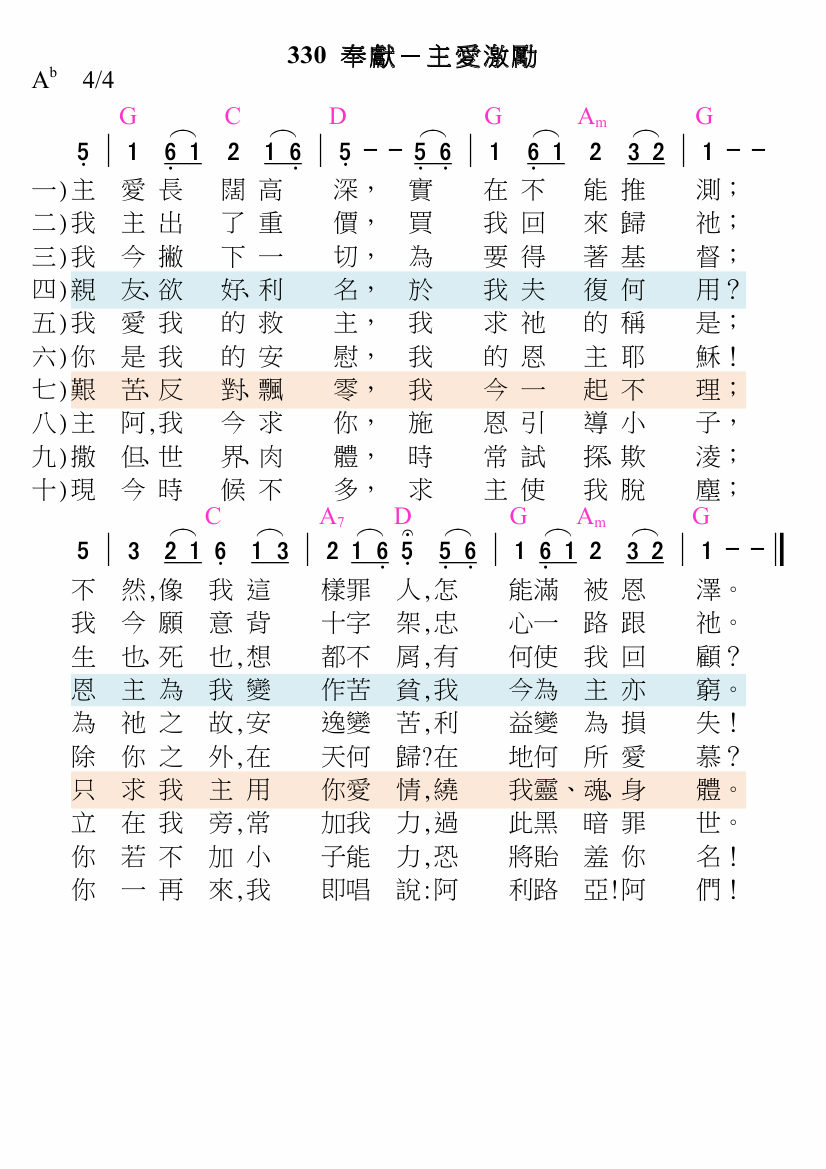 330 奉獻－主愛激勵
Aᵇ 4/4
G C D G Am G
5̣ | 1 6̣ 1 2 1 6̣ | 5̣ － － 5̣ 6̣ | 1 6̣ 1 2 3 2 | 1 － －
一)主 愛長 闊高 深， 實 在不 能推 測；
二)我 主出 了重 價， 買 我回 來歸 祂；
三)我 今撇 下一 切， 為 要得 著基 督；
四)親 友、欲 好、利 名， 於 我夫 復何 用？
五)我 愛我 的救 主， 我 求祂 的稱 是；
六)你 是我 的安 慰， 我 的恩 主耶 穌！
七)艱 苦、反 對、飄 零， 我 今一 起不 理；
八)主 阿,我 今求 你， 施 恩引 導小 子，
九)撒 但、世 界、肉 體， 時 常試 探、欺 淩；
十)現 今時 候不 多， 求 主使 我脫 塵；
C A7 D G Am G
5 | 3 2 1 6̣ 1 3 | 2 1 6̣ 5̣ 5̣ 6̣ | 1 6̣ 1 2 3 2 | 1 － － ‖
不 然,像 我這 樣罪 人,怎 能滿 被恩 澤。
我 今願 意背 十字 架,忠 心一 路跟 祂。
生 也、死 也,想 都不 屑,有 何使 我回 顧？
恩 主為 我變 作苦 貧,我 今為 主亦 窮。
為 祂之 故,安 逸變 苦,利 益變 為損 失！
除 你之 外,在 天何 歸?在 地何 所愛 慕？
只 求我 主用 你愛 情,繞 我靈、 魂、身 體。
立 在我 旁,常 加我 力,過 此黑 暗罪 世。
你 若不 加小 子能 力,恐 將貽 羞你 名！
你 一再 來,我 即唱 說:阿 利路 亞!阿 們！